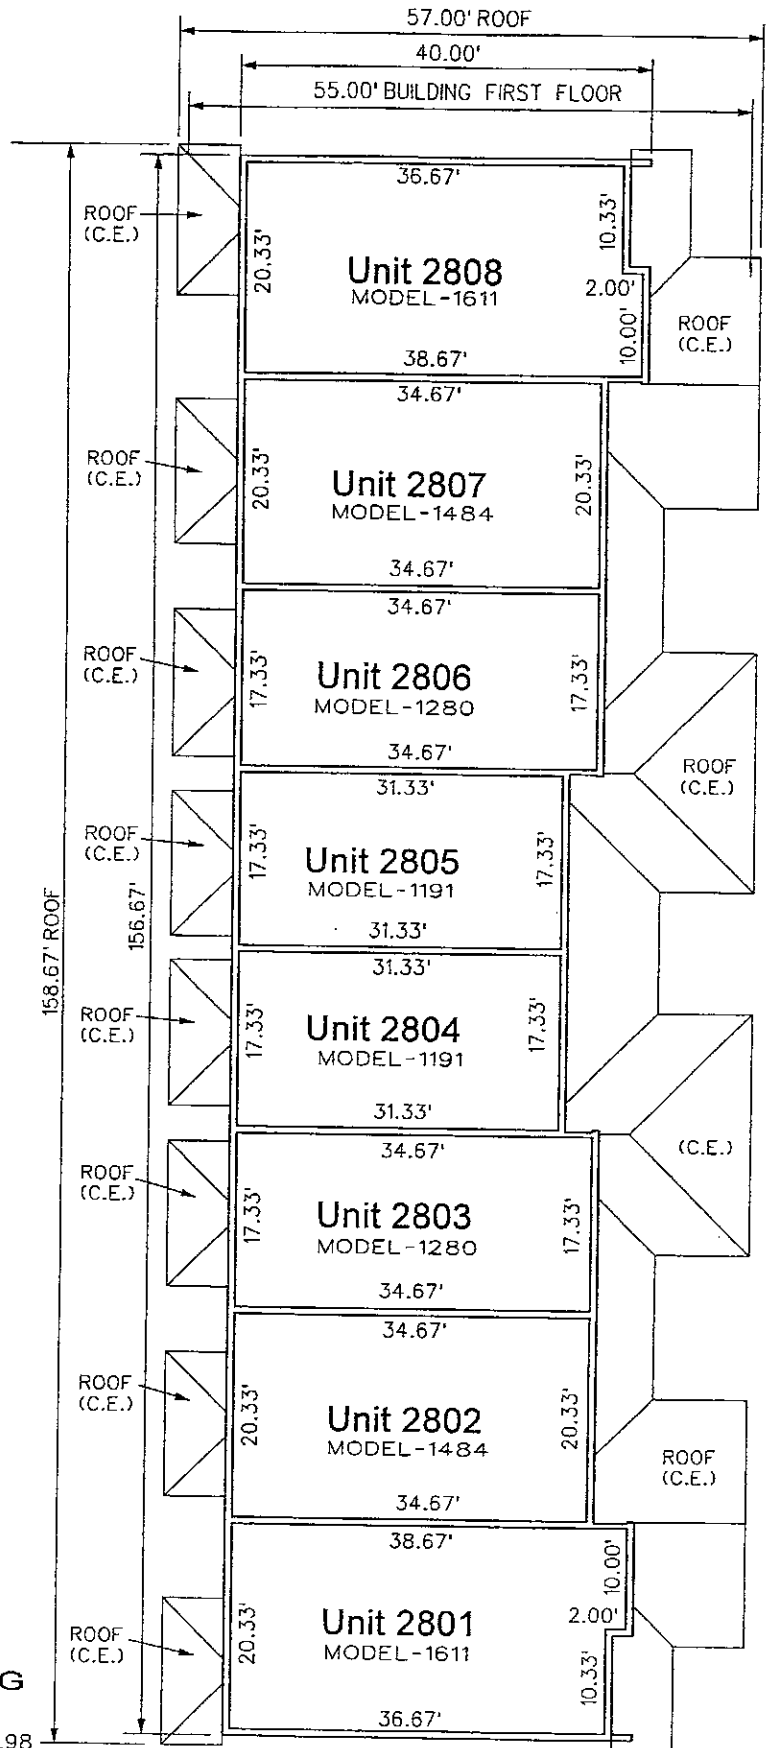 57.00' ROOF
40.00'
55.00' BUILDING FIRST FLOOR
36.67'
ROOF
(C.E.)
20.33'
10.33'
Unit 2808
MODEL-1611
2.00'
10.00'
ROOF
(C.E.)
38.67'
34.67'
ROOF
(C.E.)
20.33'
Unit 2807
MODEL-1484
20.33'
34.67'
34.67'
ROOF
(C.E.)
17.33'
Unit 2806
MODEL-1280
17.33'
34.67'
ROOF
(C.E.)
31.33'
ROOF
(C.E.)
17.33'
Unit 2805
MODEL-1191
17.33'
158.67' ROOF
156.67'
31.33'
31.33'
ROOF
(C.E.)
17.33'
Unit 2804
MODEL-1191
17.33'
31.33'
34.67'
(C.E.)
ROOF
(C.E.)
17.33'
Unit 2803
MODEL-1280
17.33'
34.67'
34.67'
ROOF
(C.E.)
20.33'
Unit 2802
MODEL-1484
20.33'
ROOF
(C.E.)
34.67'
38.67'
10.00'
2.00'
ROOF
(C.E.)
20.33'
Unit 2801
MODEL-1611
10.33'
G
36.67'
.98